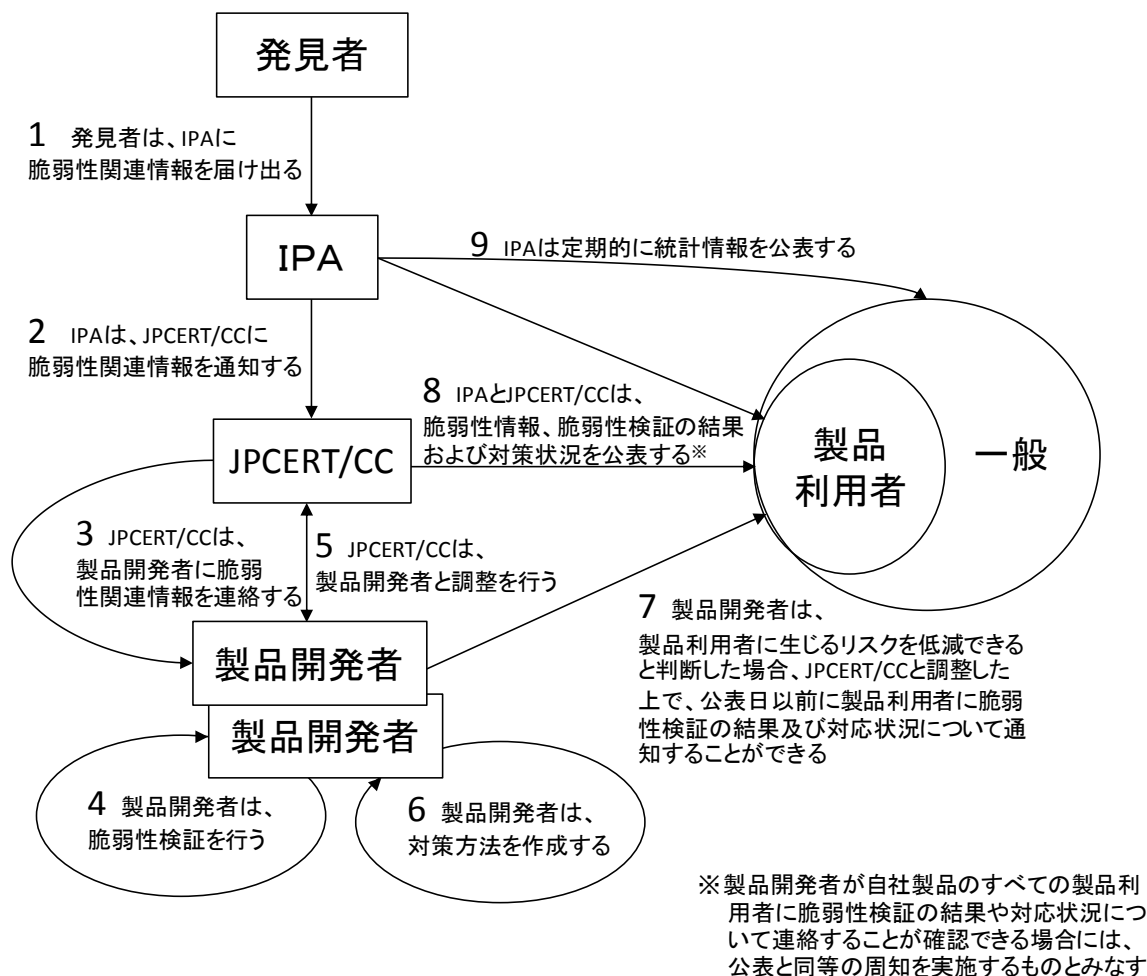 発見者
1 発見者は、IPAに
脆弱性関連情報を届け出る
IPA
9 IPAは定期的に統計情報を公表する
2 IPAは、JPCERT/CCに
脆弱性関連情報を通知する
8 IPAとJPCERT/CCは、
脆弱性情報、脆弱性検証の結果
および対策状況を公表する※
製品
利用者
一般
JPCERT/CC
3 JPCERT/CCは、
製品開発者に脆弱
性関連情報を連絡する
5 JPCERT/CCは、
製品開発者と調整を行う
製品開発者
製品開発者
7 製品開発者は、
製品利用者に生じるリスクを低減できる
と判断した場合、JPCERT/CCと調整した
上で、公表日以前に製品利用者に脆弱
性検証の結果及び対応状況について通
知することができる
4 製品開発者は、
脆弱性検証を行う
6 製品開発者は、
対策方法を作成する
※製品開発者が自社製品のすべての製品利
用者に脆弱性検証の結果や対応状況につ
いて連絡することが確認できる場合には、
公表と同等の周知を実施するものとみなす